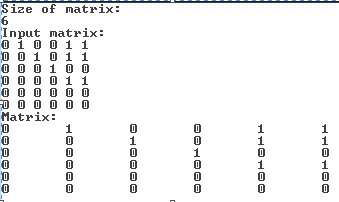 Size of matrix:
6
Input matrix:
0 1 0 0 1 1
0 0 1 0 1 1
0 0 0 1 0 0
0 0 0 0 1 1
0 0 0 0 0 0
0 0 0 0 0 0
Matrix:
0 1 0 0 1 1
0 0 1 0 1 1
0 0 0 1 0 0
0 0 0 0 1 1
0 0 0 0 0 0
0 0 0 0 0 0